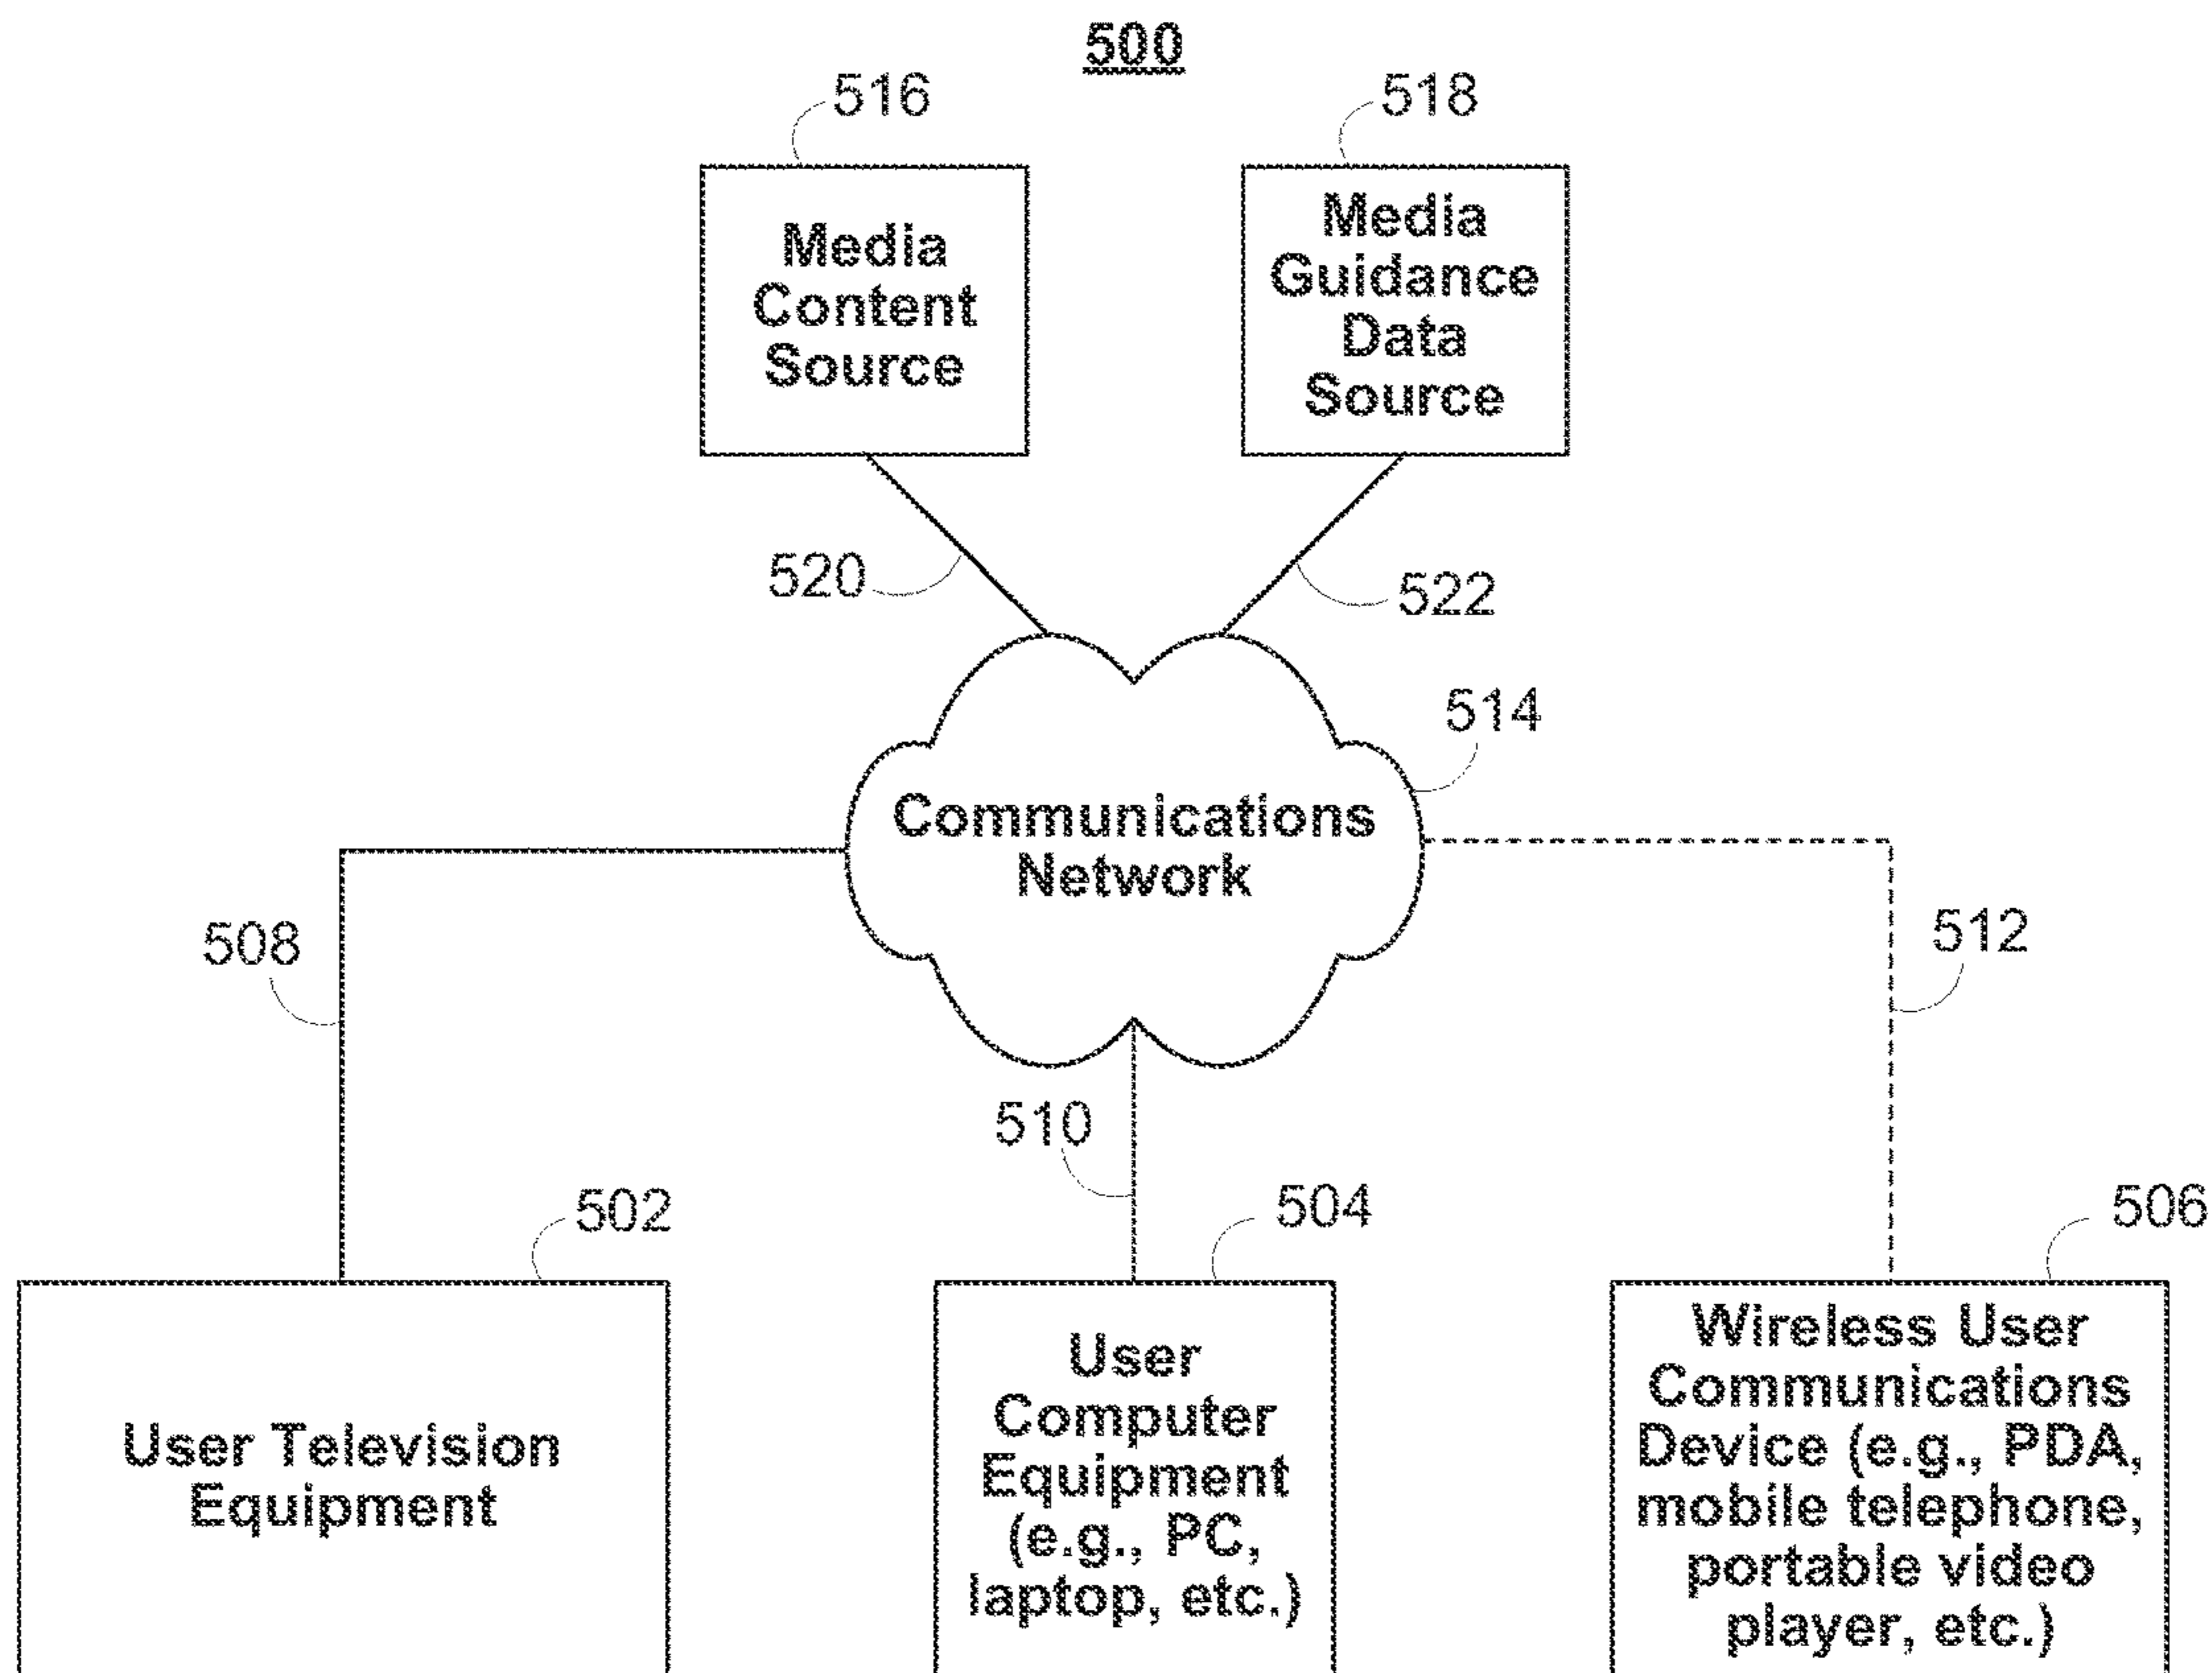 500
516
518
Media
Content
Source
Media
Guidance
Data
Source
520
522
514
Communications
Network
508
512
510
502
504
506
User Television
Equipment
User
Computer
Equipment
(e.g., PC,
laptop, etc.)
Wireless User
Communications
Device (e.g., PDA,
mobile telephone,
portable video
player, etc.)